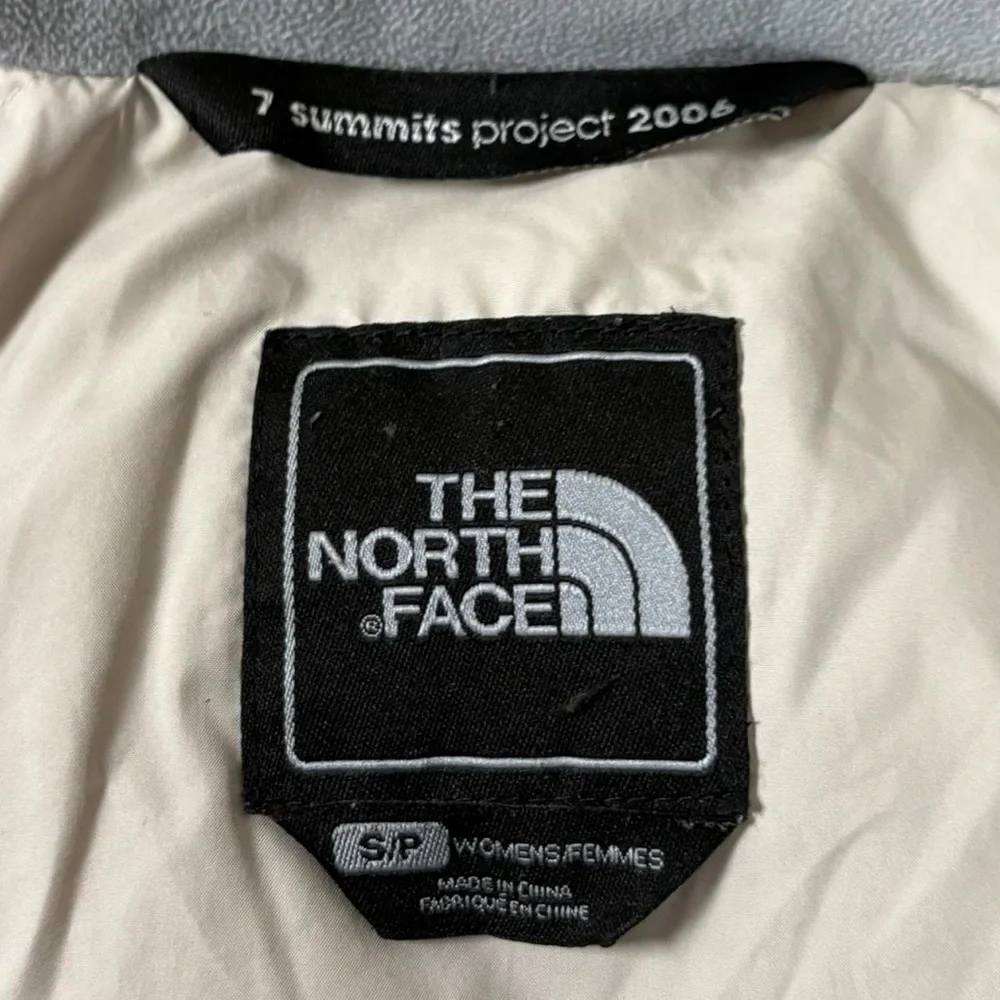 7 summits project 2006
THE
NORTH
®FACE
S/P WOMENS/FEMMES
MADE IN CHINA
FABRIQUÉ EN CHINE